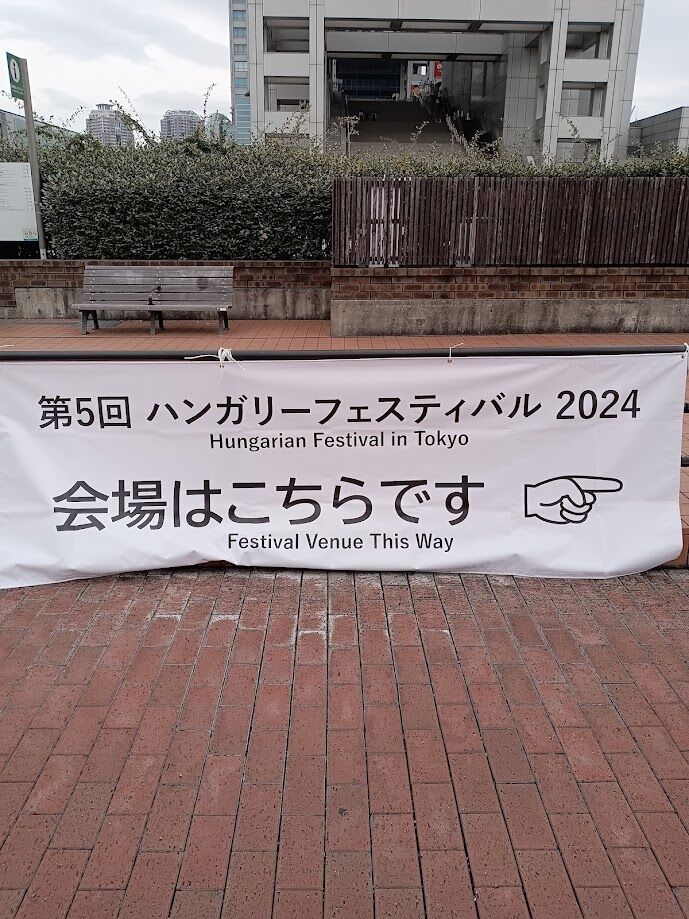 第5回 ハンガリーフェスティバル 2024
Hungarian Festival in Tokyo
会場はこちらです
Festival Venue This Way